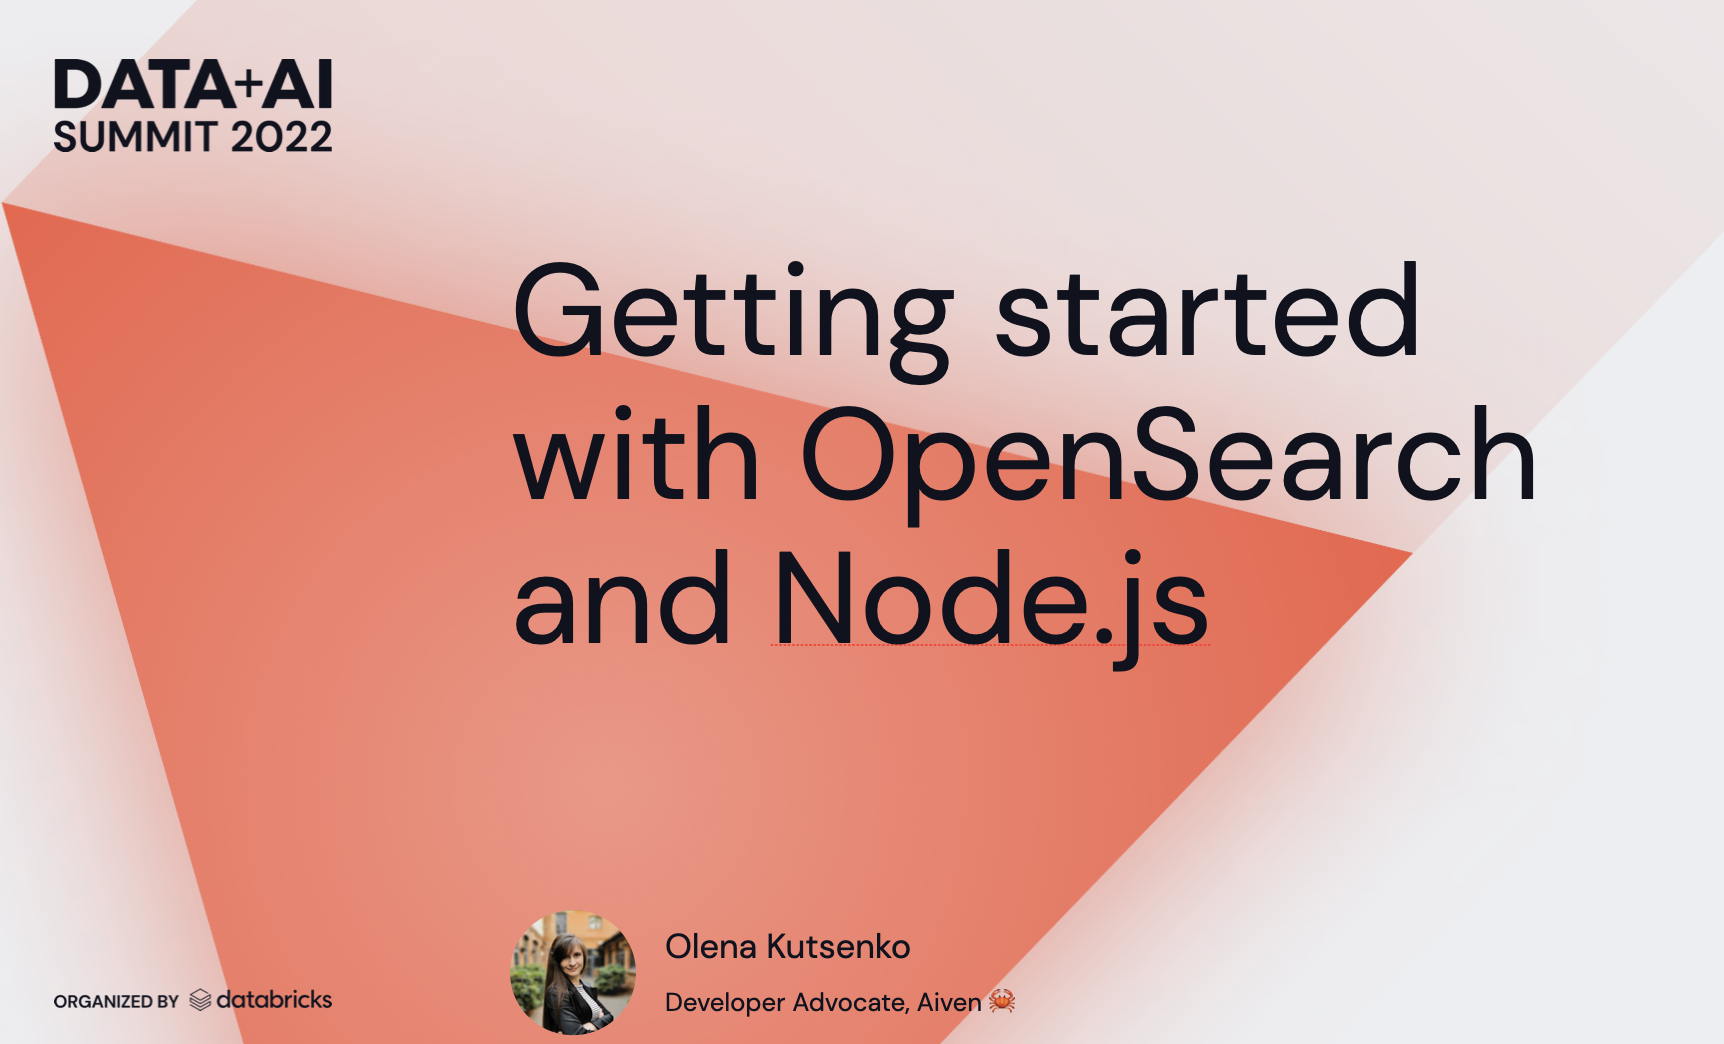 DATA+AI
SUMMIT 2022
Getting started
with OpenSearch
and Node.js
Olena Kutsenko
Developer Advocate, Aiven 🦀
ORGANIZED BY databricks